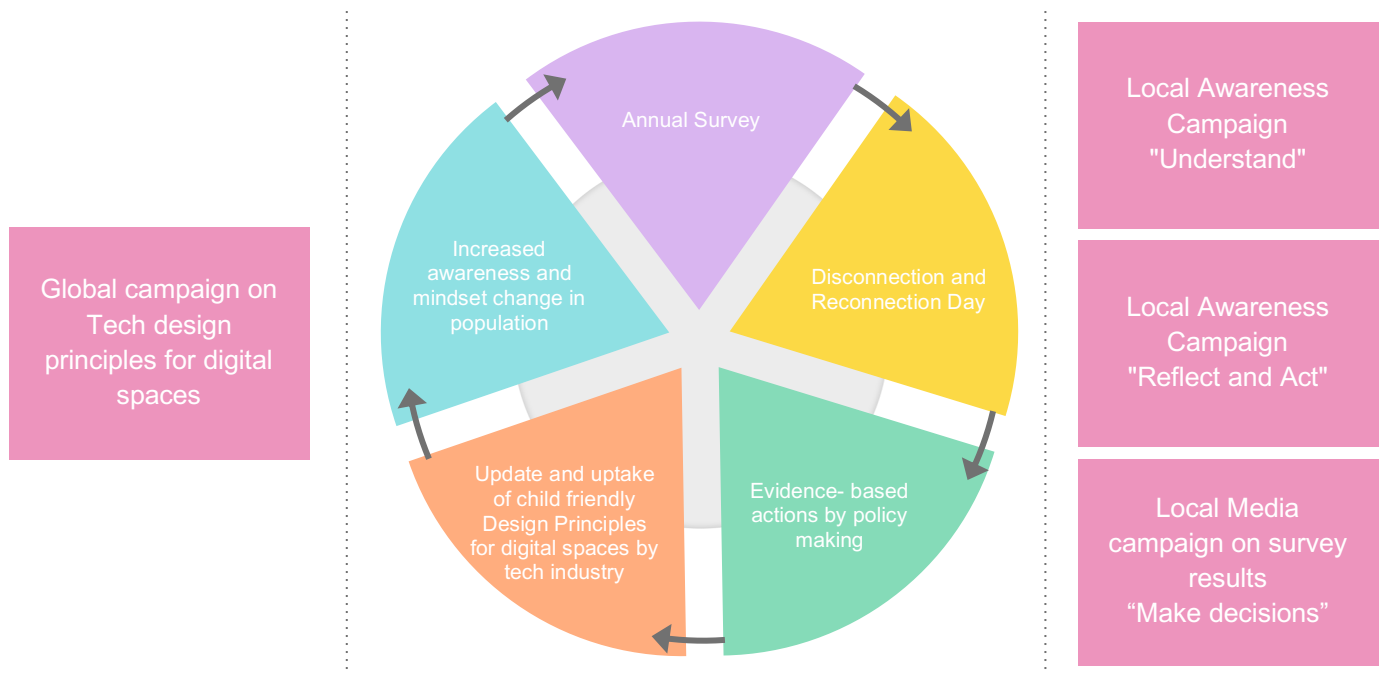 Global campaign on
Tech design
principles for digital
spaces
Annual Survey
Disconnection and
Reconnection Day
Evidence- based
actions by policy
making
Update and uptake
of child friendly
Design Principles
for digital spaces by
tech industry
Increased
awareness and
mindset change in
population
Local Awareness
Campaign
"Understand"
Local Awareness
Campaign
"Reflect and Act"
Local Media
campaign on survey
results
“Make decisions”